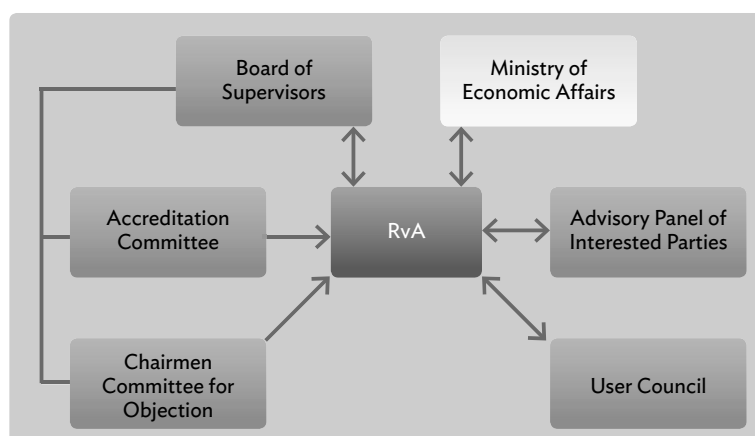 Board of
Supervisors
Ministry of
Economic Affairs
Accreditation
Committee
RvA
Advisory Panel of
Interested Parties
Chairmen
Committee for
Objection
User Council